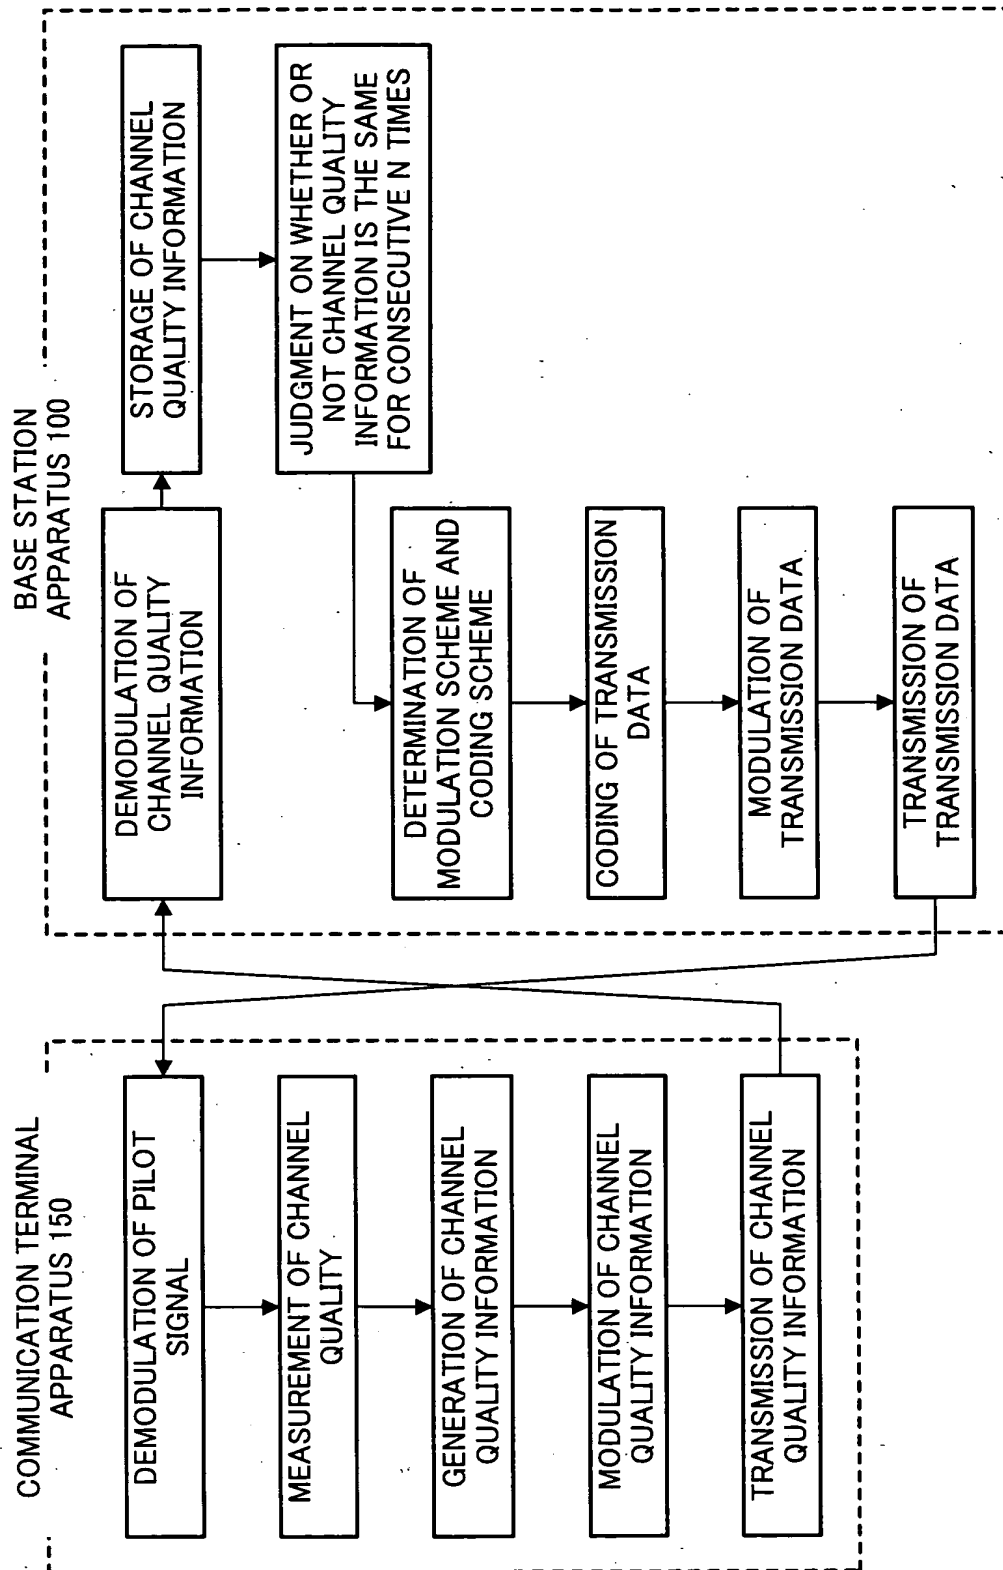 COMMUNICATION TERMINAL
APPARATUS 150
DEMODULATION OF PILOT
SIGNAL
MEASUREMENT OF CHANNEL
QUALITY
GENERATION OF CHANNEL
QUALITY INFORMATION
MODULATION OF CHANNEL
QUALITY INFORMATION
TRANSMISSION OF CHANNEL
QUALITY INFORMATION
BASE STATION
APPARATUS 100
DEMODULATION OF
CHANNEL QUALITY
INFORMATION
STORAGE OF CHANNEL
QUALITY INFORMATION
JUDGMENT ON WHETHER OR
NOT CHANNEL QUALITY
INFORMATION IS THE SAME
FOR CONSECUTIVE N TIMES
DETERMINATION OF
MODULATION SCHEME AND
CODING SCHEME
CODING OF TRANSMISSION
DATA
MODULATION OF
TRANSMISSION DATA
TRANSMISSION OF
TRANSMISSION DATA